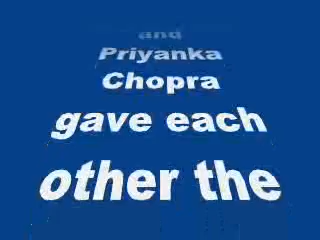 and
Priyanka
Chopra
gave each
other the